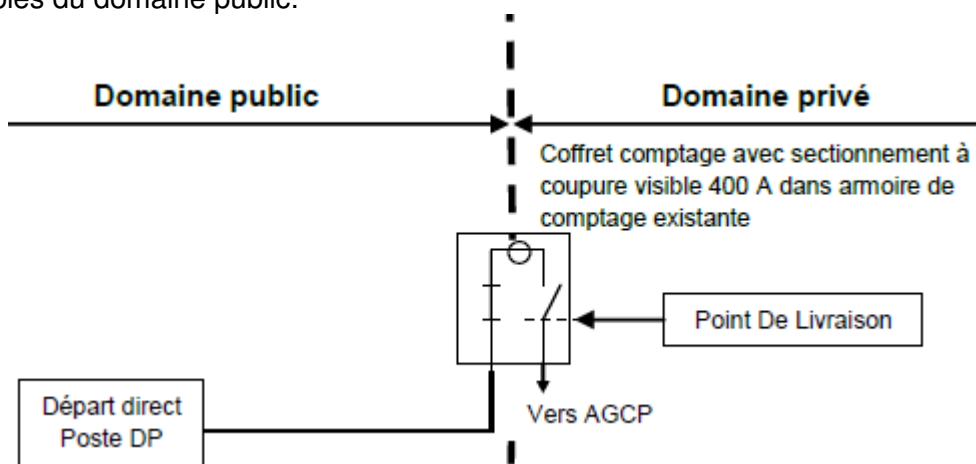 du domaine public.
Domaine public
Domaine privé
Coffret comptage avec sectionnement à
coupure visible 400 A dans armoire de
comptage existante
Point De Livraison
Départ direct
Poste DP
Vers AGCP